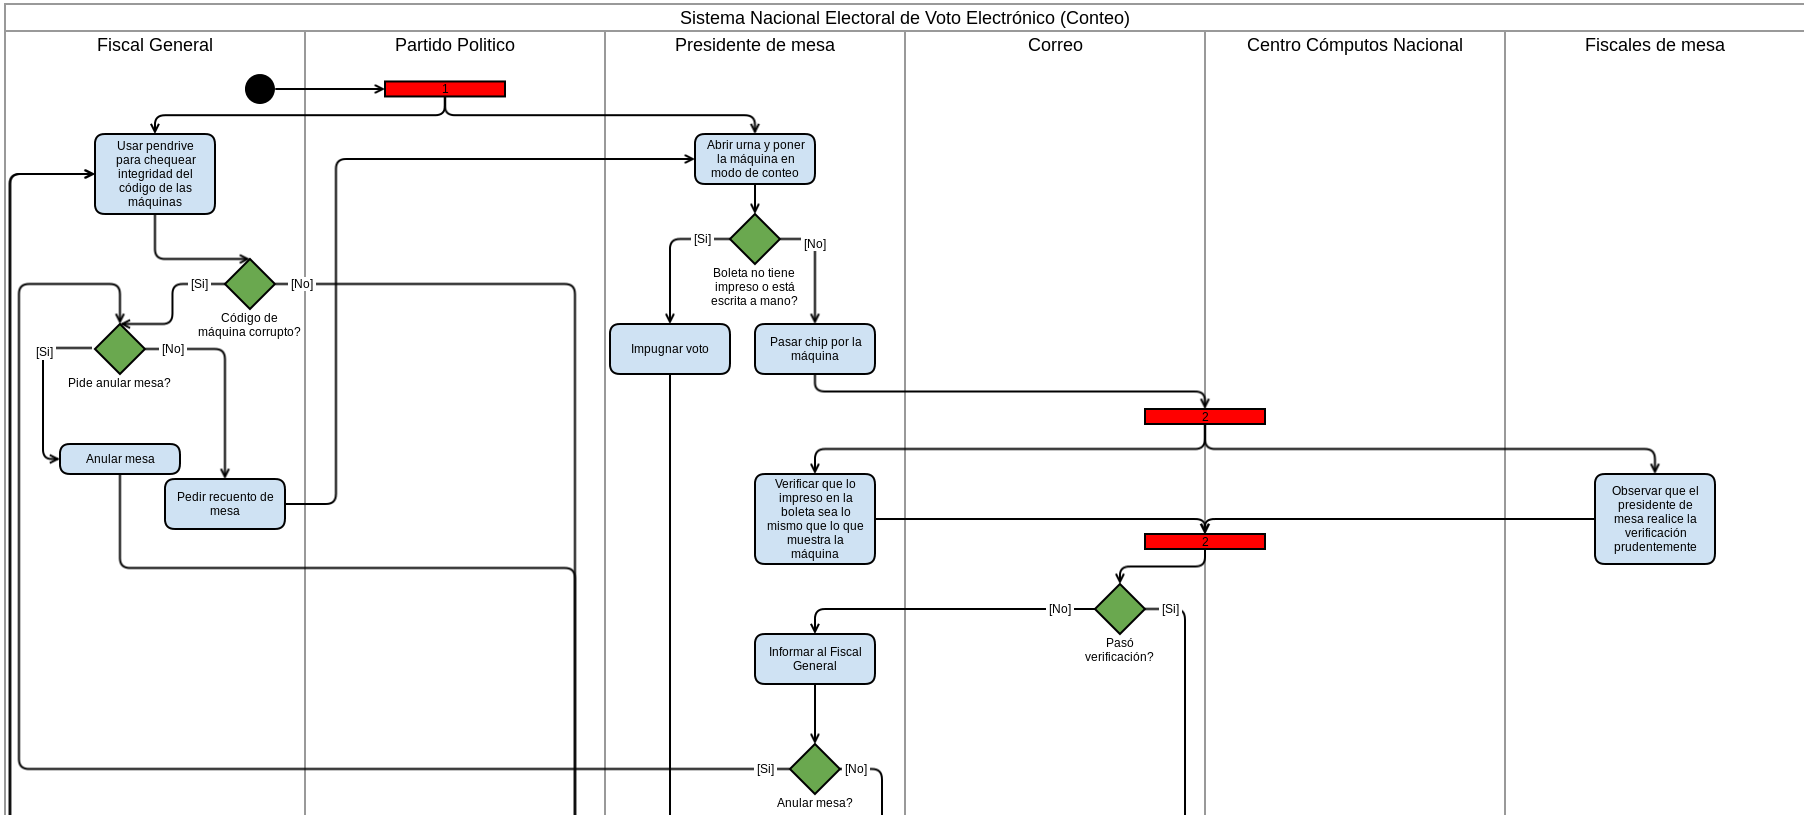 Sistema Nacional Electoral de Voto Electrónico (Conteo)
Fiscal General
Partido Politico
Presidente de mesa
Correo
Centro Cómputos Nacional
Fiscales de mesa
1
Usar pendrive
para chequear
integridad del
código de las
máquinas
Abrir urna y poner
la máquina en
modo de conteo
[Si]
[No]
Boleta no tiene
impreso o está
escrita a mano?
[Si]
[No]
Código de
máquina corrupto?
[Si]
[No]
Pide anular mesa?
Impugnar voto
Pasar chip por la
máquina
2
Anular mesa
Pedir recuento de
mesa
Verificar que lo
impreso en la
boleta sea lo
mismo que lo que
muestra la
máquina
Observar que el
presidente de
mesa realice la
verificación
prudentemente
2
[No]
[Si]
Pasó
verificación?
Informar al Fiscal
General
[Si]
[No]
Anular mesa?